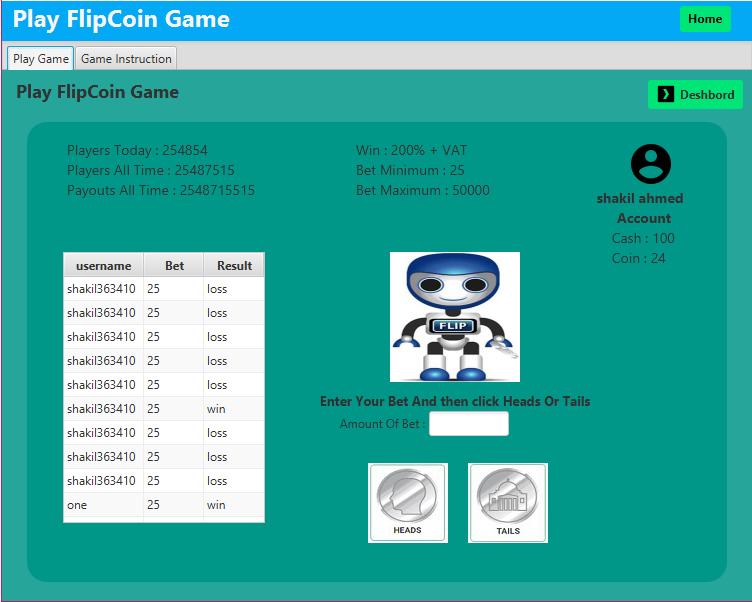 Play FlipCoin Game
Home
Play Game Game Instruction
Play FlipCoin Game
Deshbord
Players Today : 254854
Players All Time : 25487515
Payouts All Time : 2548715515
Win : 200% + VAT
Bet Minimum : 25
Bet Maximum : 50000
shakil ahmed
Account
Cash : 100
Coin : 24
username Bet Result
shakil363410 25 loss
shakil363410 25 loss
shakil363410 25 loss
shakil363410 25 loss
shakil363410 25 loss
shakil363410 25 win
shakil363410 25 loss
shakil363410 25 loss
shakil363410 25 loss
one 25 win
FLIP
Enter Your Bet And then click Heads Or Tails
Amount Of Bet :
HEADS
TAILS